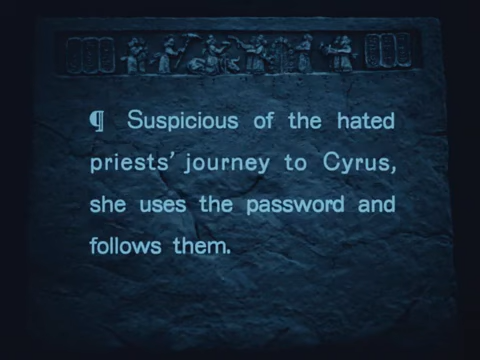 ¶ Suspicious of the hated
priests’ journey to Cyrus,
she uses the password and
follows them.